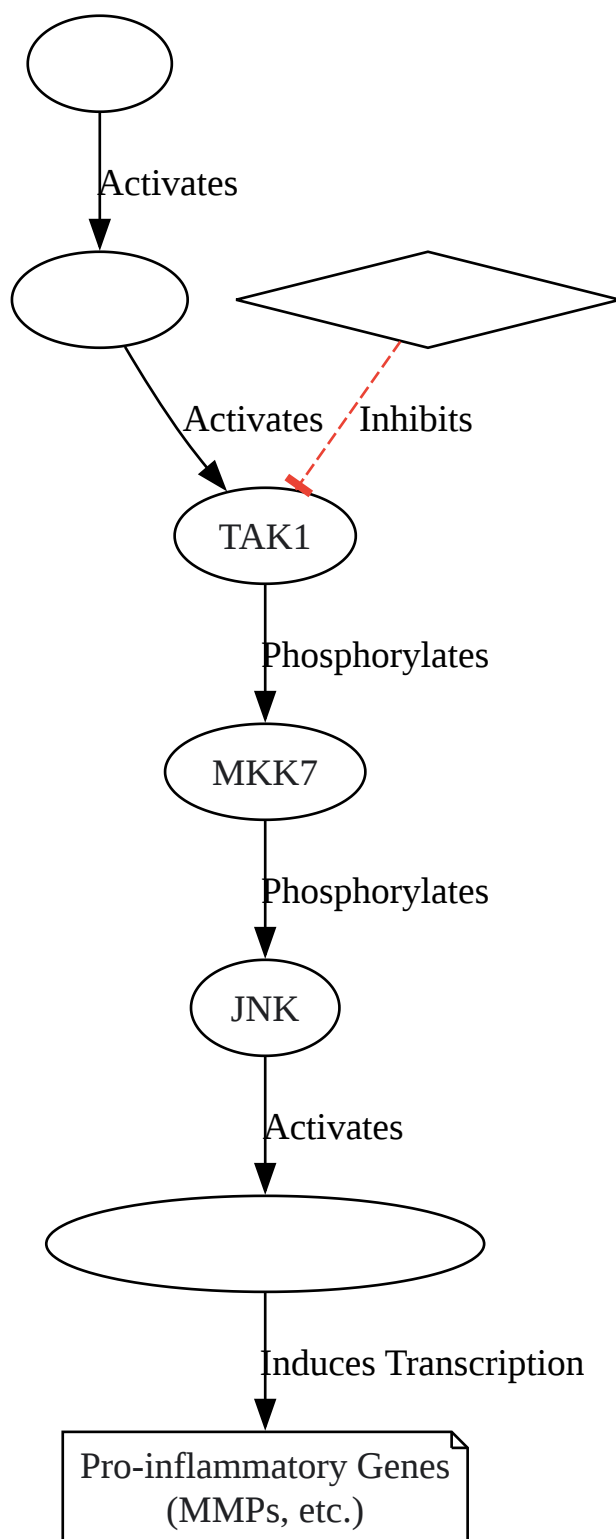 Activates
Activates
Inhibits
TAK1
Phosphorylates
MKK7
Phosphorylates
JNK
Activates
Induces Transcription
Pro-inflammatory Genes
(MMPs, etc.)